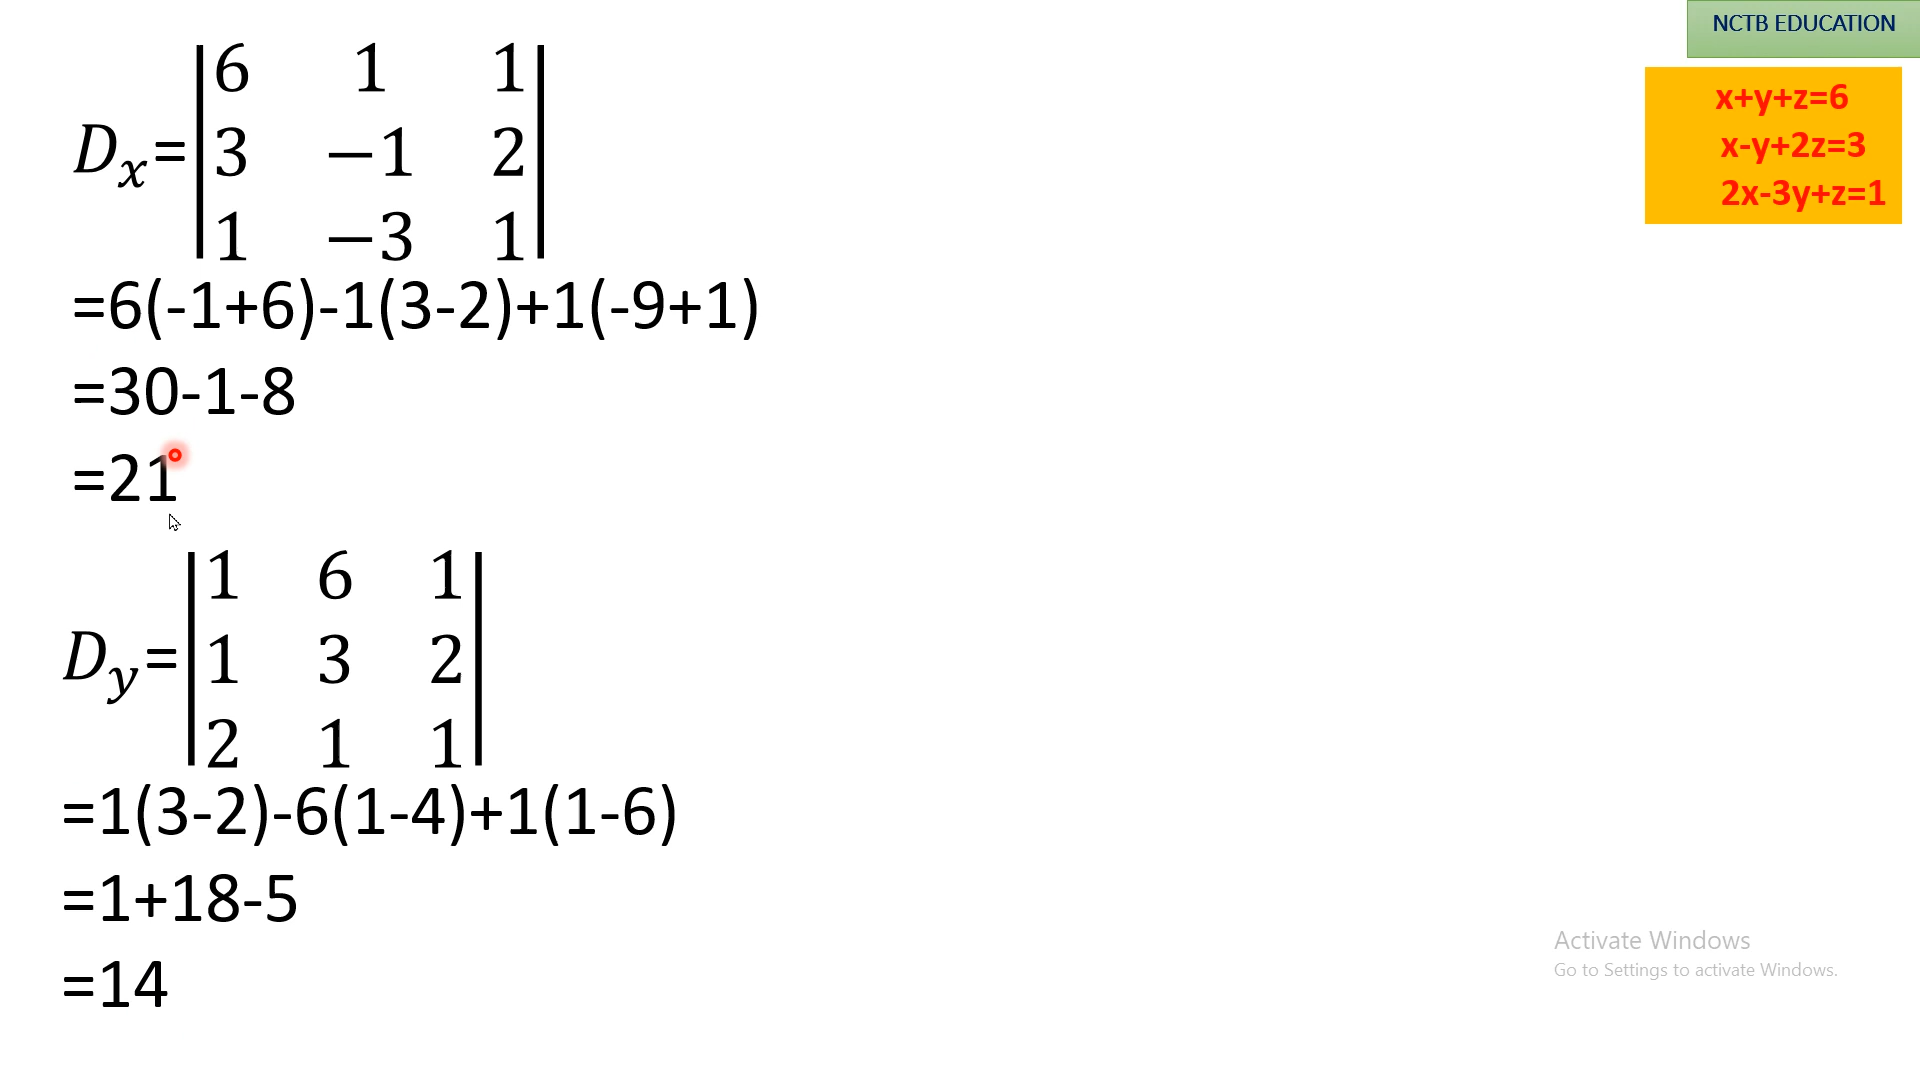 NCTB EDUCATION
x+y+z=6
x-y+2z=3
2x-3y+z=1
Dₓ=|6 1 1|
|3 −1 2|
|1 −3 1|
=6(-1+6)-1(3-2)+1(-9+1)
=30-1-8
=21
D_y=|1 6 1|
|1 3 2|
|2 1 1|
=1(3-2)-6(1-4)+1(1-6)
=1+18-5
=14
Activate Windows
Go to Settings to activate Windows.